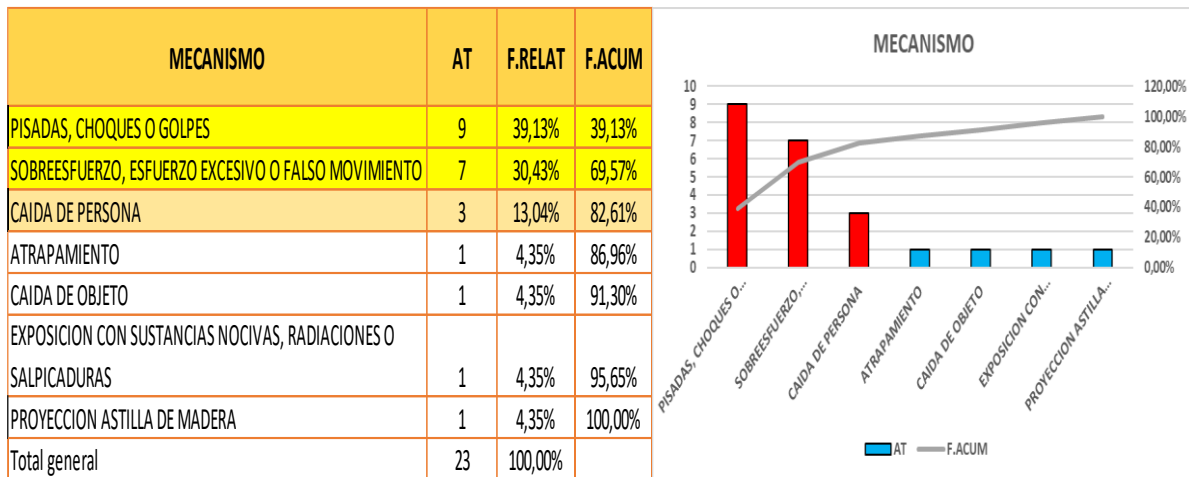 MECANISMO AT F.RELAT F.ACUM
PISADAS, CHOQUES O GOLPES 9 39,13% 39,13%
SOBREESFUERZO, ESFUERZO EXCESIVO O FALSO MOVIMIENTO 7 30,43% 69,57%
CAIDA DE PERSONA 3 13,04% 82,61%
ATRAPAMIENTO 1 4,35% 86,96%
CAIDA DE OBJETO 1 4,35% 91,30%
EXPOSICION CON SUSTANCIAS NOCIVAS, RADIACIONES O
SALPICADURAS 1 4,35% 95,65%
PROYECCION ASTILLA DE MADERA 1 4,35% 100,00%
Total general 23 100,00%
MECANISMO
10
9
8
7
6
5
4
3
2
1
0
120,00%
100,00%
80,00%
60,00%
40,00%
20,00%
0,00%
PISADAS, CHOQUES O...
SOBREESFUERZO,...
CAIDA DE PERSONA
ATRAPAMIENTO
CAIDA DE OBJETO
EXPOSICION CON...
PROYECCION ASTILLA...
AT F.ACUM